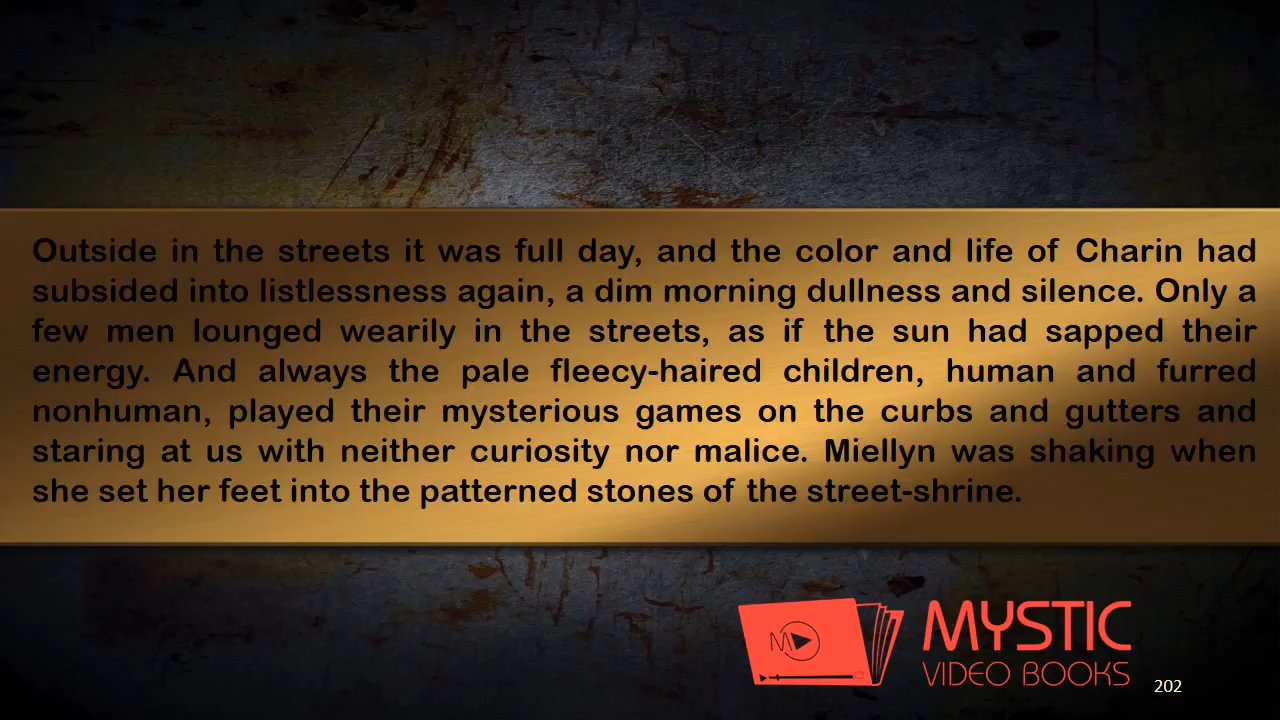 Outside in the streets it was full day, and the color and life of Charin had
subsided into listlessness again, a dim morning dullness and silence. Only a
few men lounged wearily in the streets, as if the sun had sapped their
energy. And always the pale fleecy-haired children, human and furred
nonhuman, played their mysterious games on the curbs and gutters and
staring at us with neither curiosity nor malice. Miellyn was shaking when
she set her feet into the patterned stones of the street-shrine.
MYSTIC
VIDEO BOOKS
202